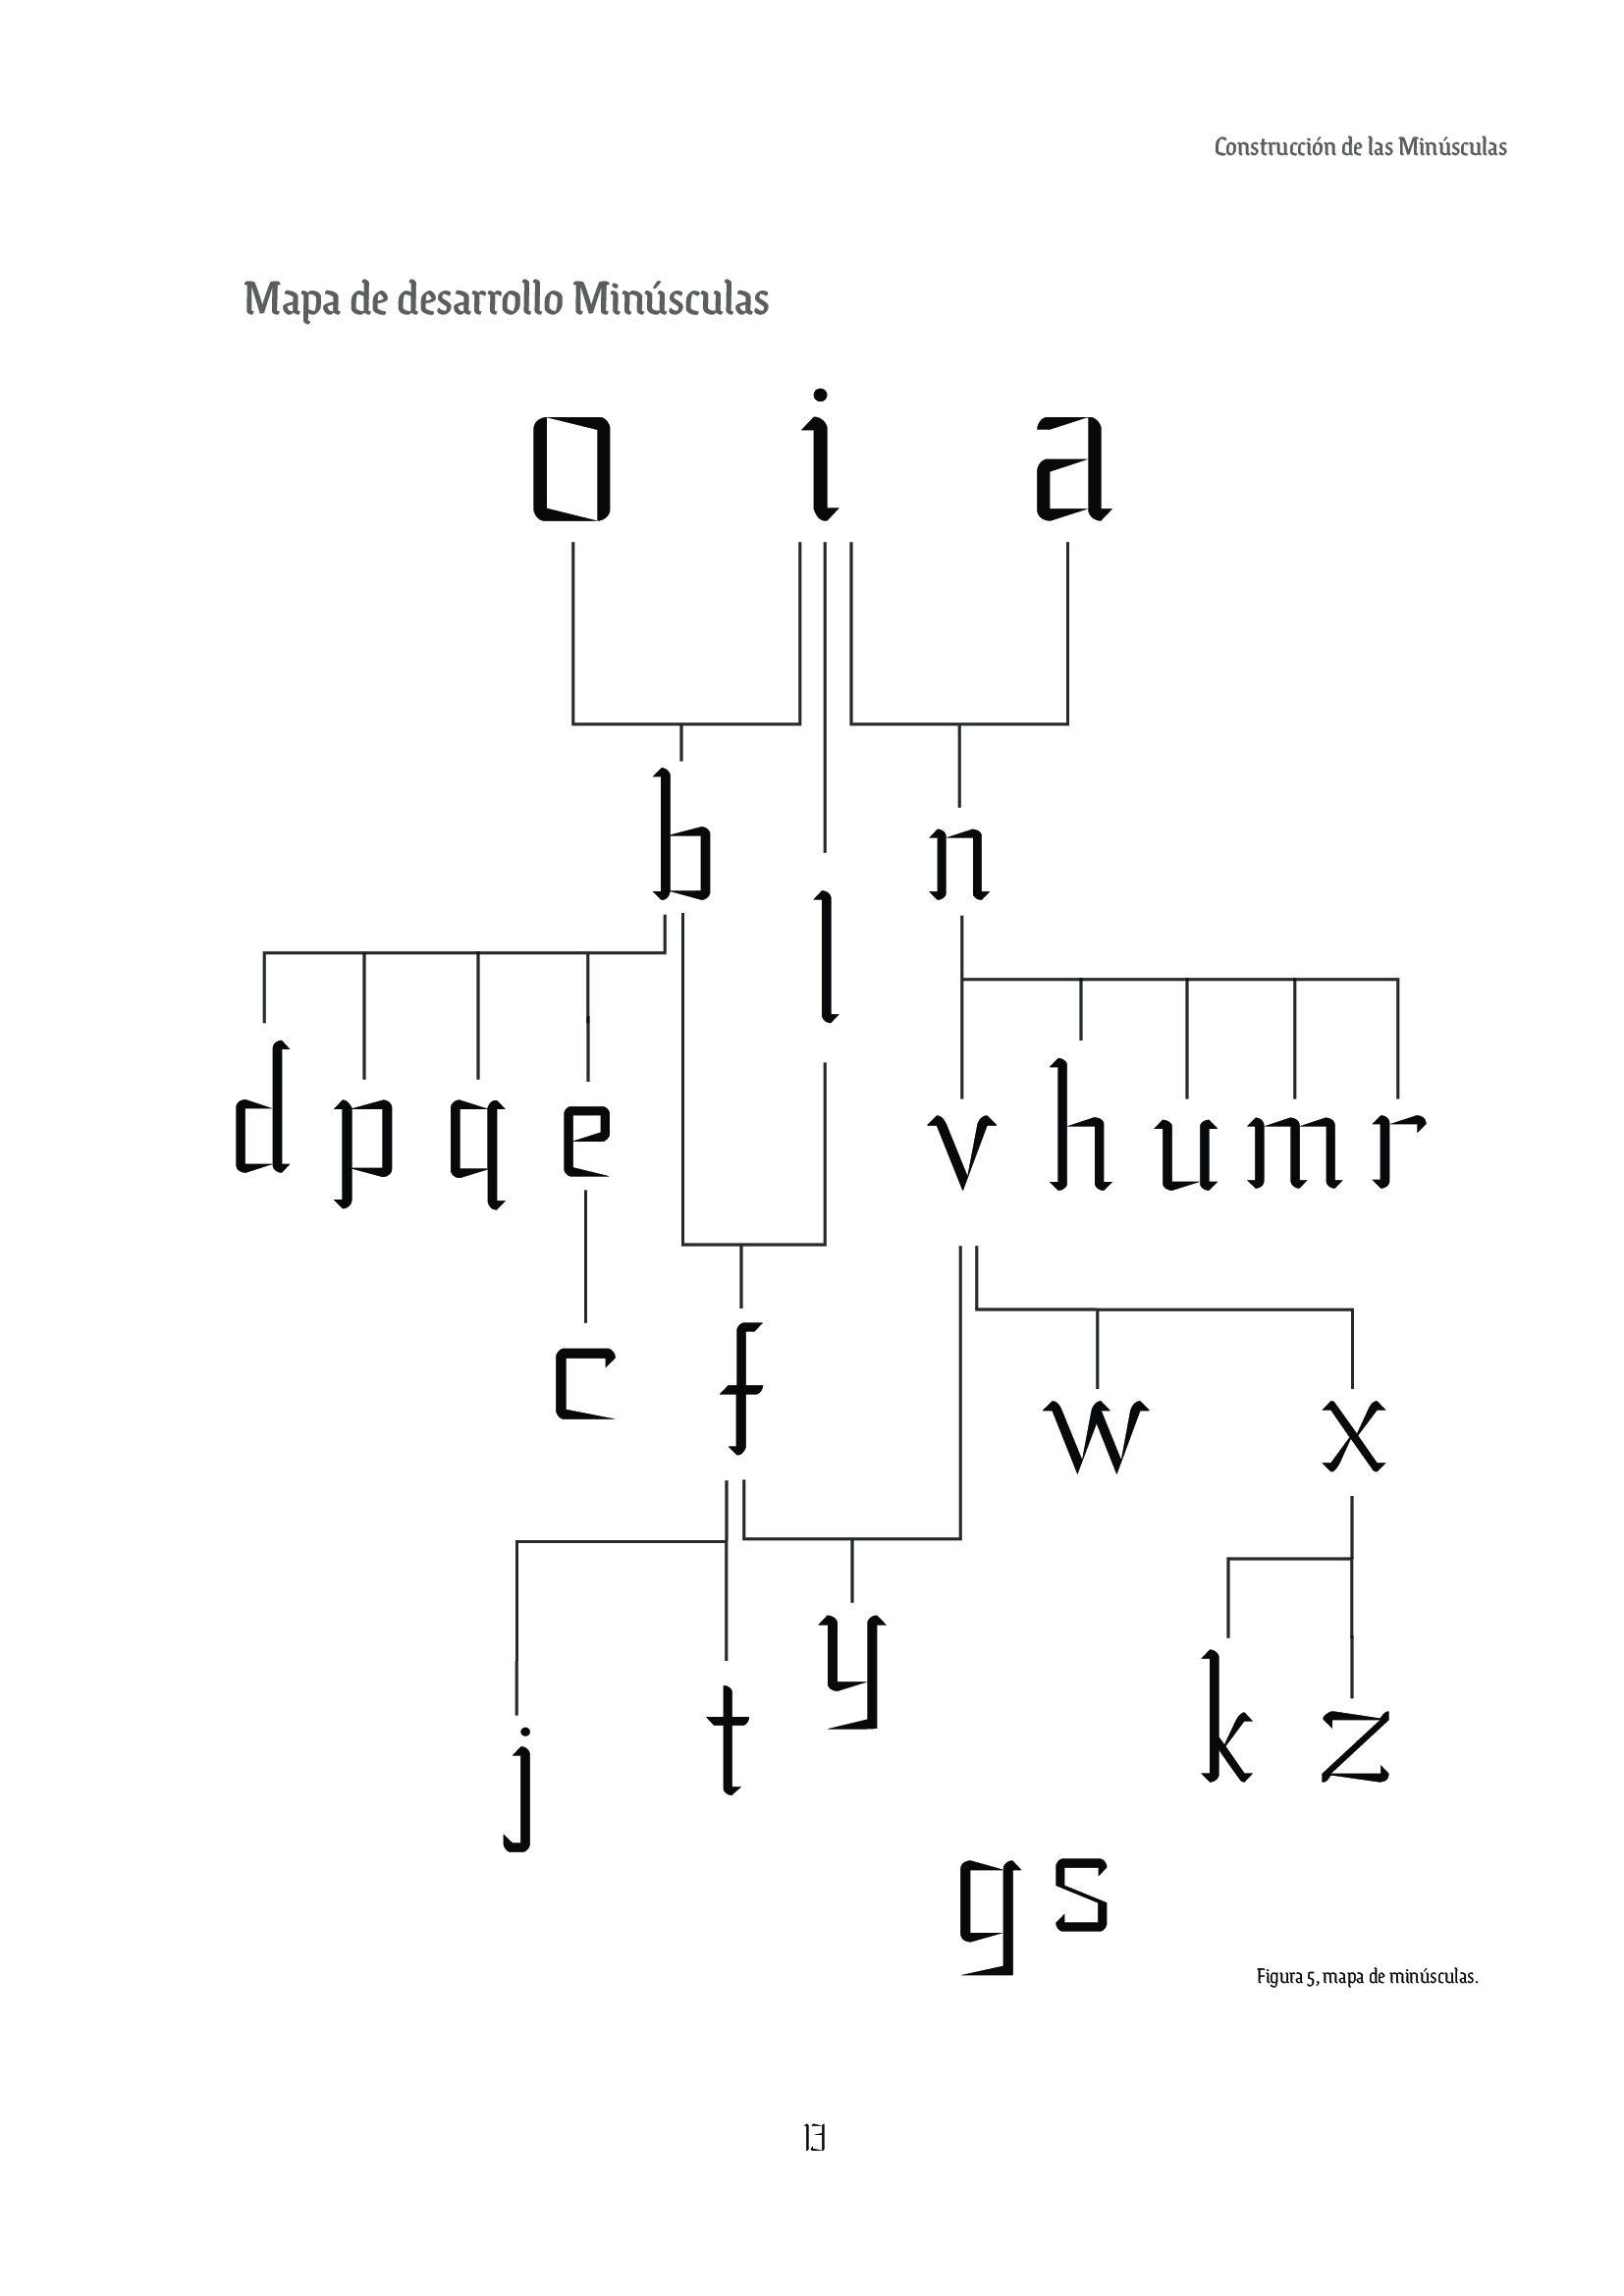 Construcción de las Minúsculas
Mapa de desarrollo Minúsculas
o i a
b n
l
d p q e v h u m r
c f w x
y
j t k z
g s
Figura 5, mapa de minúsculas.
13